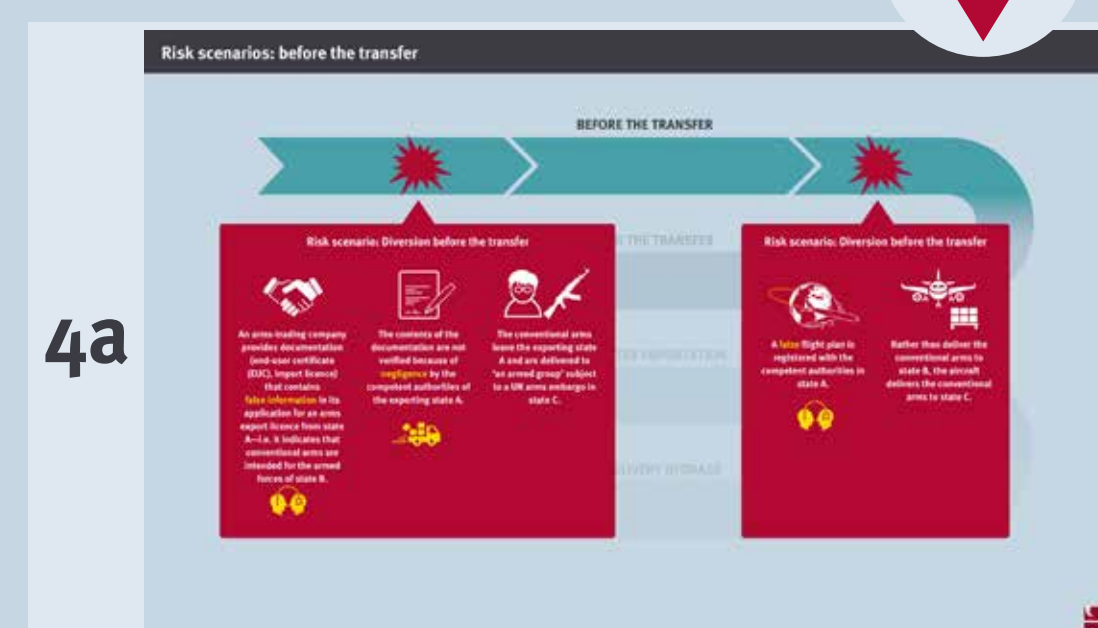 Risk scenarios: before the transfer
4a
BEFORE THE TRANSFER
THE TRANSFER
Risk scenario: Diversion before the transfer
An arms-trading company
provides documentation
(end-user certificate
import licence)
that contains
false information in its
application for an arms
export licence from state
A—i.e. it indicates that
conventional arms are
intended for the armed
forces of state B.
The contents of the
documentation are not
verified because of
negligence by the
competent authorities of
the exporting state A.
The conventional arms
leave the exporting state
A and are delivered to
'an armed group' subject
to a UN arms embargo in
state C.
Risk scenario: Diversion before the transfer
A false flight plan is
registered with the
competent authorities in
state A.
Rather than deliver the
conventional arms to
state B, the aircraft
delivers the conventional
arms to state C.